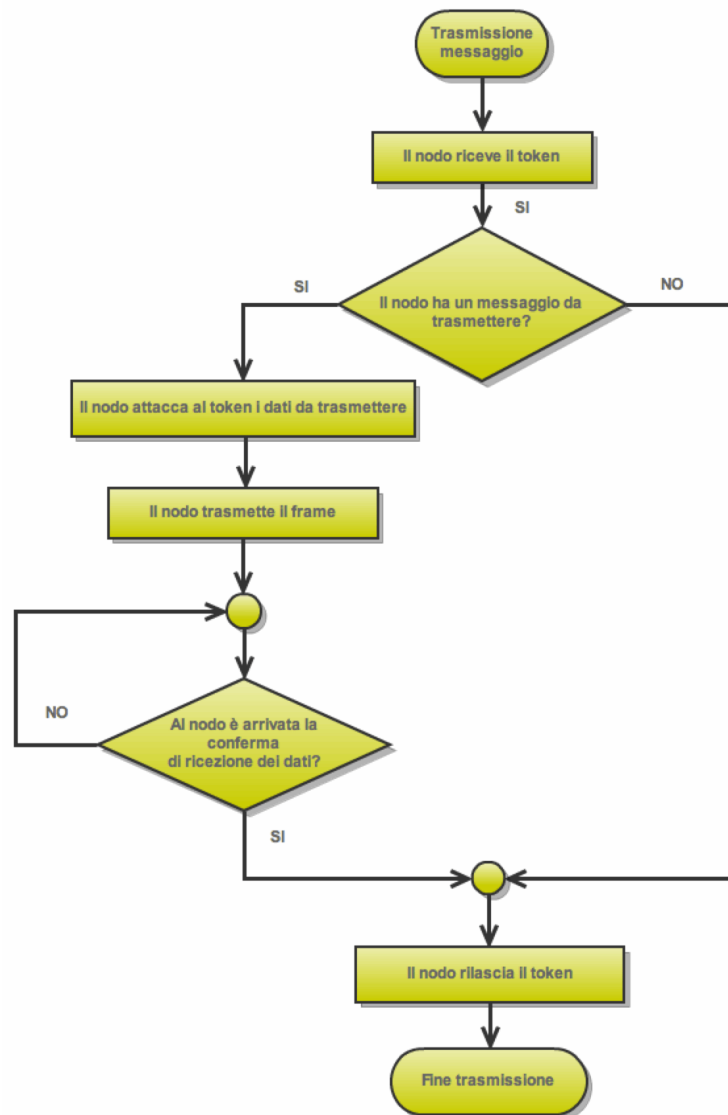 Trasmissione
messaggio
Il nodo riceve il token
SI
Il nodo ha un messaggio da
trasmettere?
SI
NO
Il nodo attacca al token i dati da trasmettere
Il nodo trasmette il frame
Al nodo è arrivata la
conferma
di ricezione dei dati?
NO
SI
Il nodo rilascia il token
Fine trasmissione